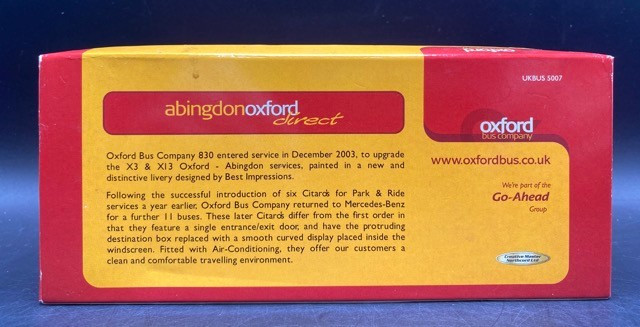 UKBUS 5007
abingdonoxford
direct
oxford
bus company
www.oxfordbus.co.uk
We're part of the
Go-Ahead
Group
Oxford Bus Company 830 entered service in December 2003, to upgrade
the X3 & X13 Oxford - Abingdon services, painted in a new and
distinctive livery designed by Best Impressions.
Following the successful introduction of six Citaros for Park & Ride
services a year earlier, Oxford Bus Company returned to Mercedes-Benz
for a further 11 buses. These later Citaros differ from the first order in
that they feature a single entrance/exit door, and have the protruding
destination box replaced with a smooth curved display placed inside the
windscreen. Fitted with Air-Conditioning, they offer our customers a
clean and comfortable travelling environment.
Creative Master
Northcord Ltd